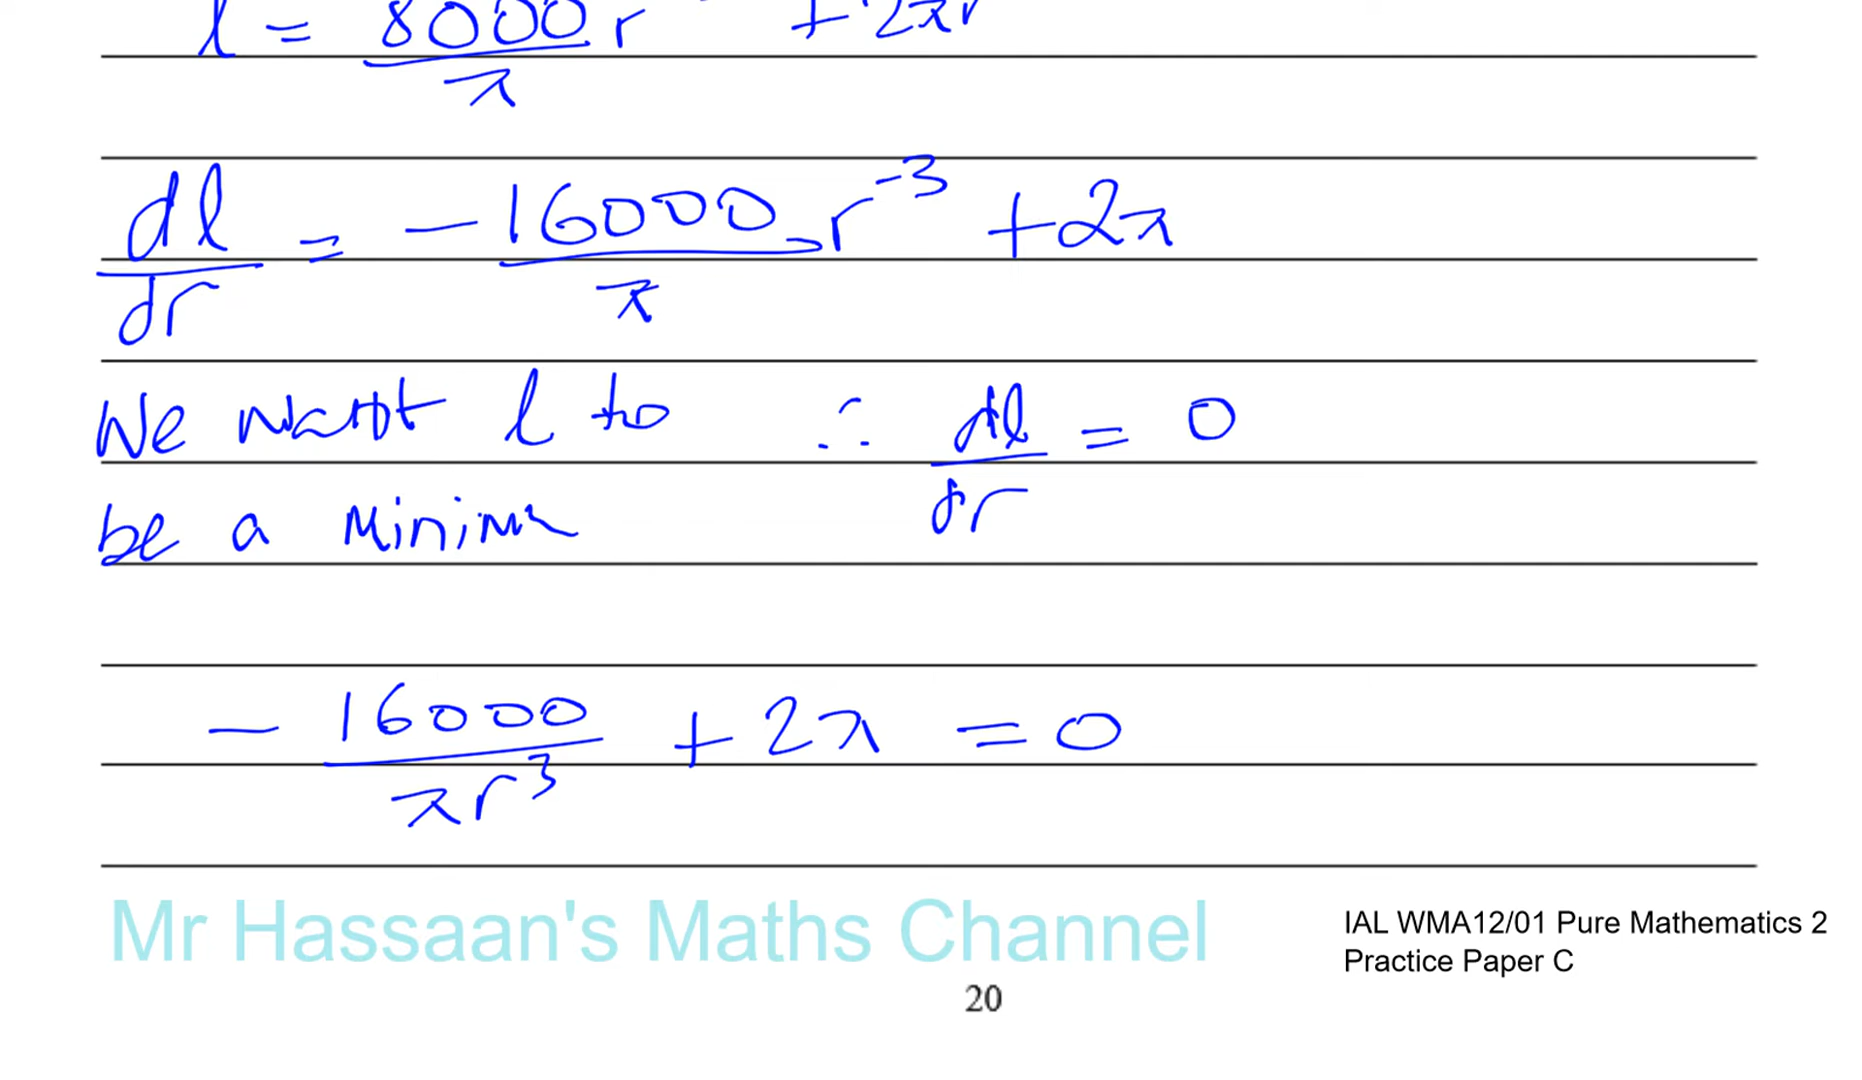 l = 8000/π r + 2πr
dl/dr = -16000/π r⁻³ + 2π
We want l to ∴ dl/dr = 0
be a minimum
- 16000/πr³ + 2π = 0
Mr Hassaan's Maths Channel
IAL WMA12/01 Pure Mathematics 2
Practice Paper C
20